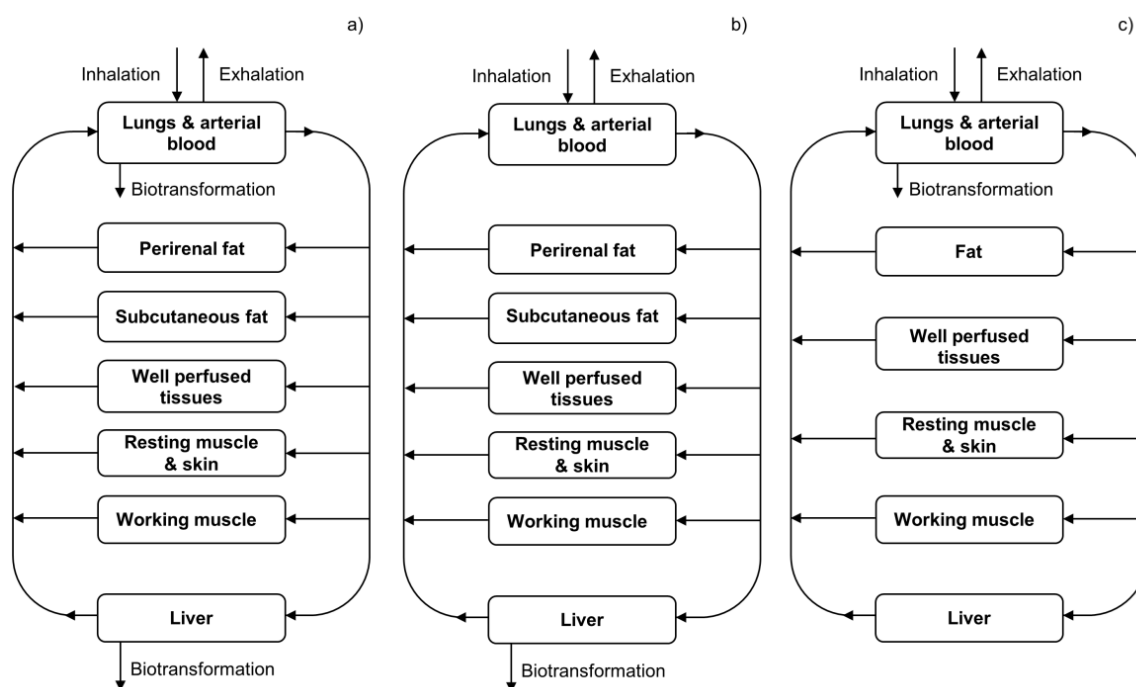 a)
Inhalation
Exhalation
Lungs & arterial
blood
Biotransformation
Perirenal fat
Subcutaneous fat
Well perfused
tissues
Resting muscle
& skin
Working muscle
Liver
Biotransformation
b)
Inhalation
Exhalation
Lungs & arterial
blood
Perirenal fat
Subcutaneous fat
Well perfused
tissues
Resting muscle
& skin
Working muscle
Liver
Biotransformation
c)
Inhalation
Exhalation
Lungs & arterial
blood
Biotransformation
Fat
Well perfused
tissues
Resting muscle
& skin
Working muscle
Liver